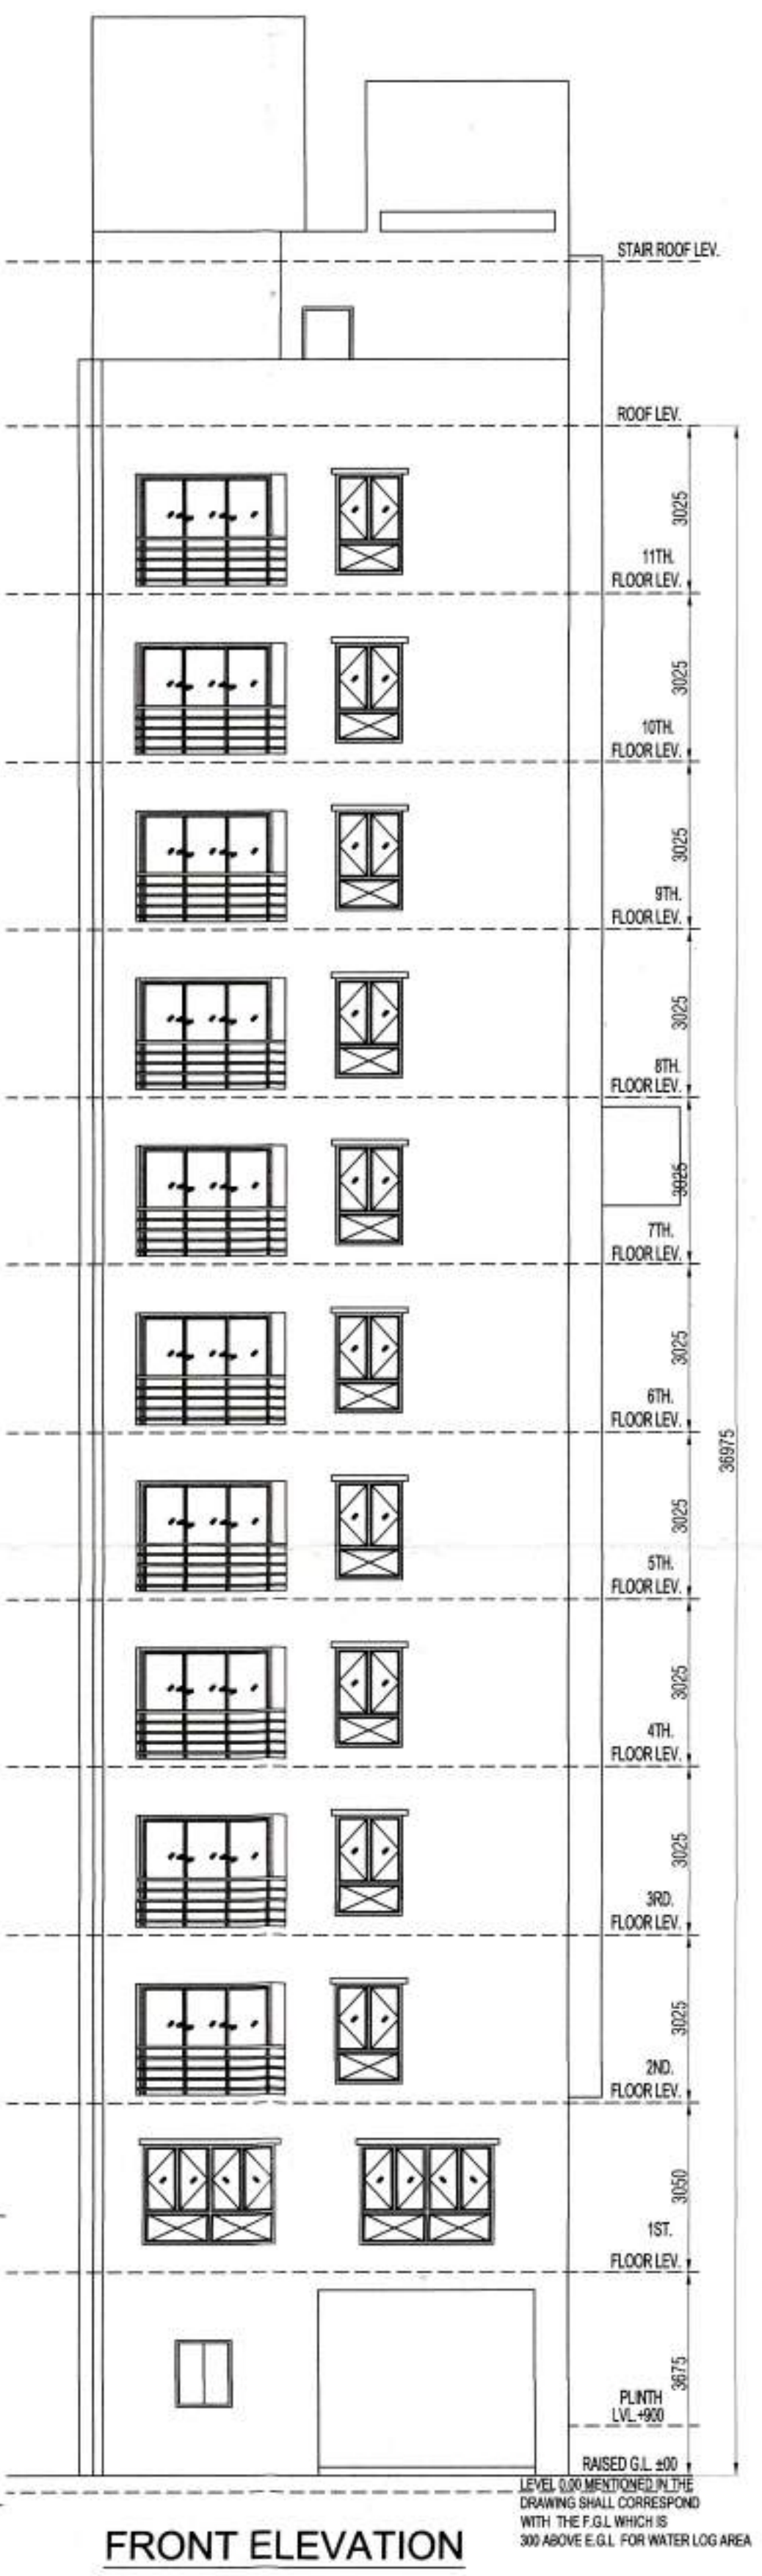 STAIR ROOF LEV.
ROOF LEV.
3025
11TH.
FLOOR LEV.
3025
10TH.
FLOOR LEV.
3025
9TH.
FLOOR LEV.
3025
8TH.
FLOOR LEV.
3025
7TH.
FLOOR LEV.
3025
6TH.
FLOOR LEV.
36975
3025
5TH.
FLOOR LEV.
3025
4TH.
FLOOR LEV.
3025
3RD.
FLOOR LEV.
3025
2ND.
FLOOR LEV.
3050
1ST.
FLOOR LEV.
3675
PLINTH
LVL.+900
RAISED G.L. ±00
LEVEL 0.00 MENTIONED IN THE
DRAWING SHALL CORRESPOND
WITH THE F.G.L WHICH IS
300 ABOVE E.G.L FOR WATER LOG AREA
FRONT ELEVATION